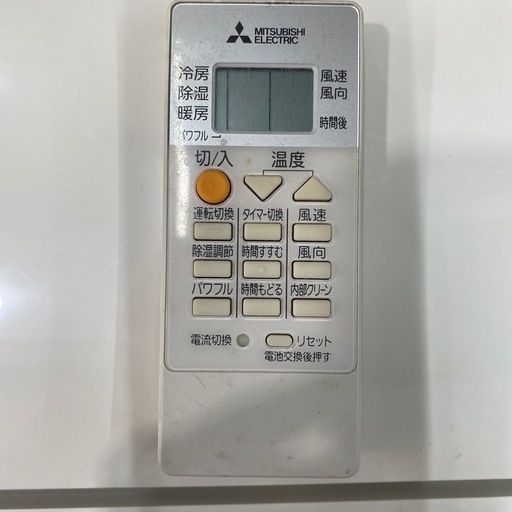 MITSUBISHI
ELECTRIC
冷房 風速
除湿 風向
暖房 時間後
パワフル
切/入 温度
運転切換 タイマー切換 風速
除湿調節 時間すすむ 風向
パワフル 時間もどる 内部クリーン
電流切換 リセット
電池交換後押す